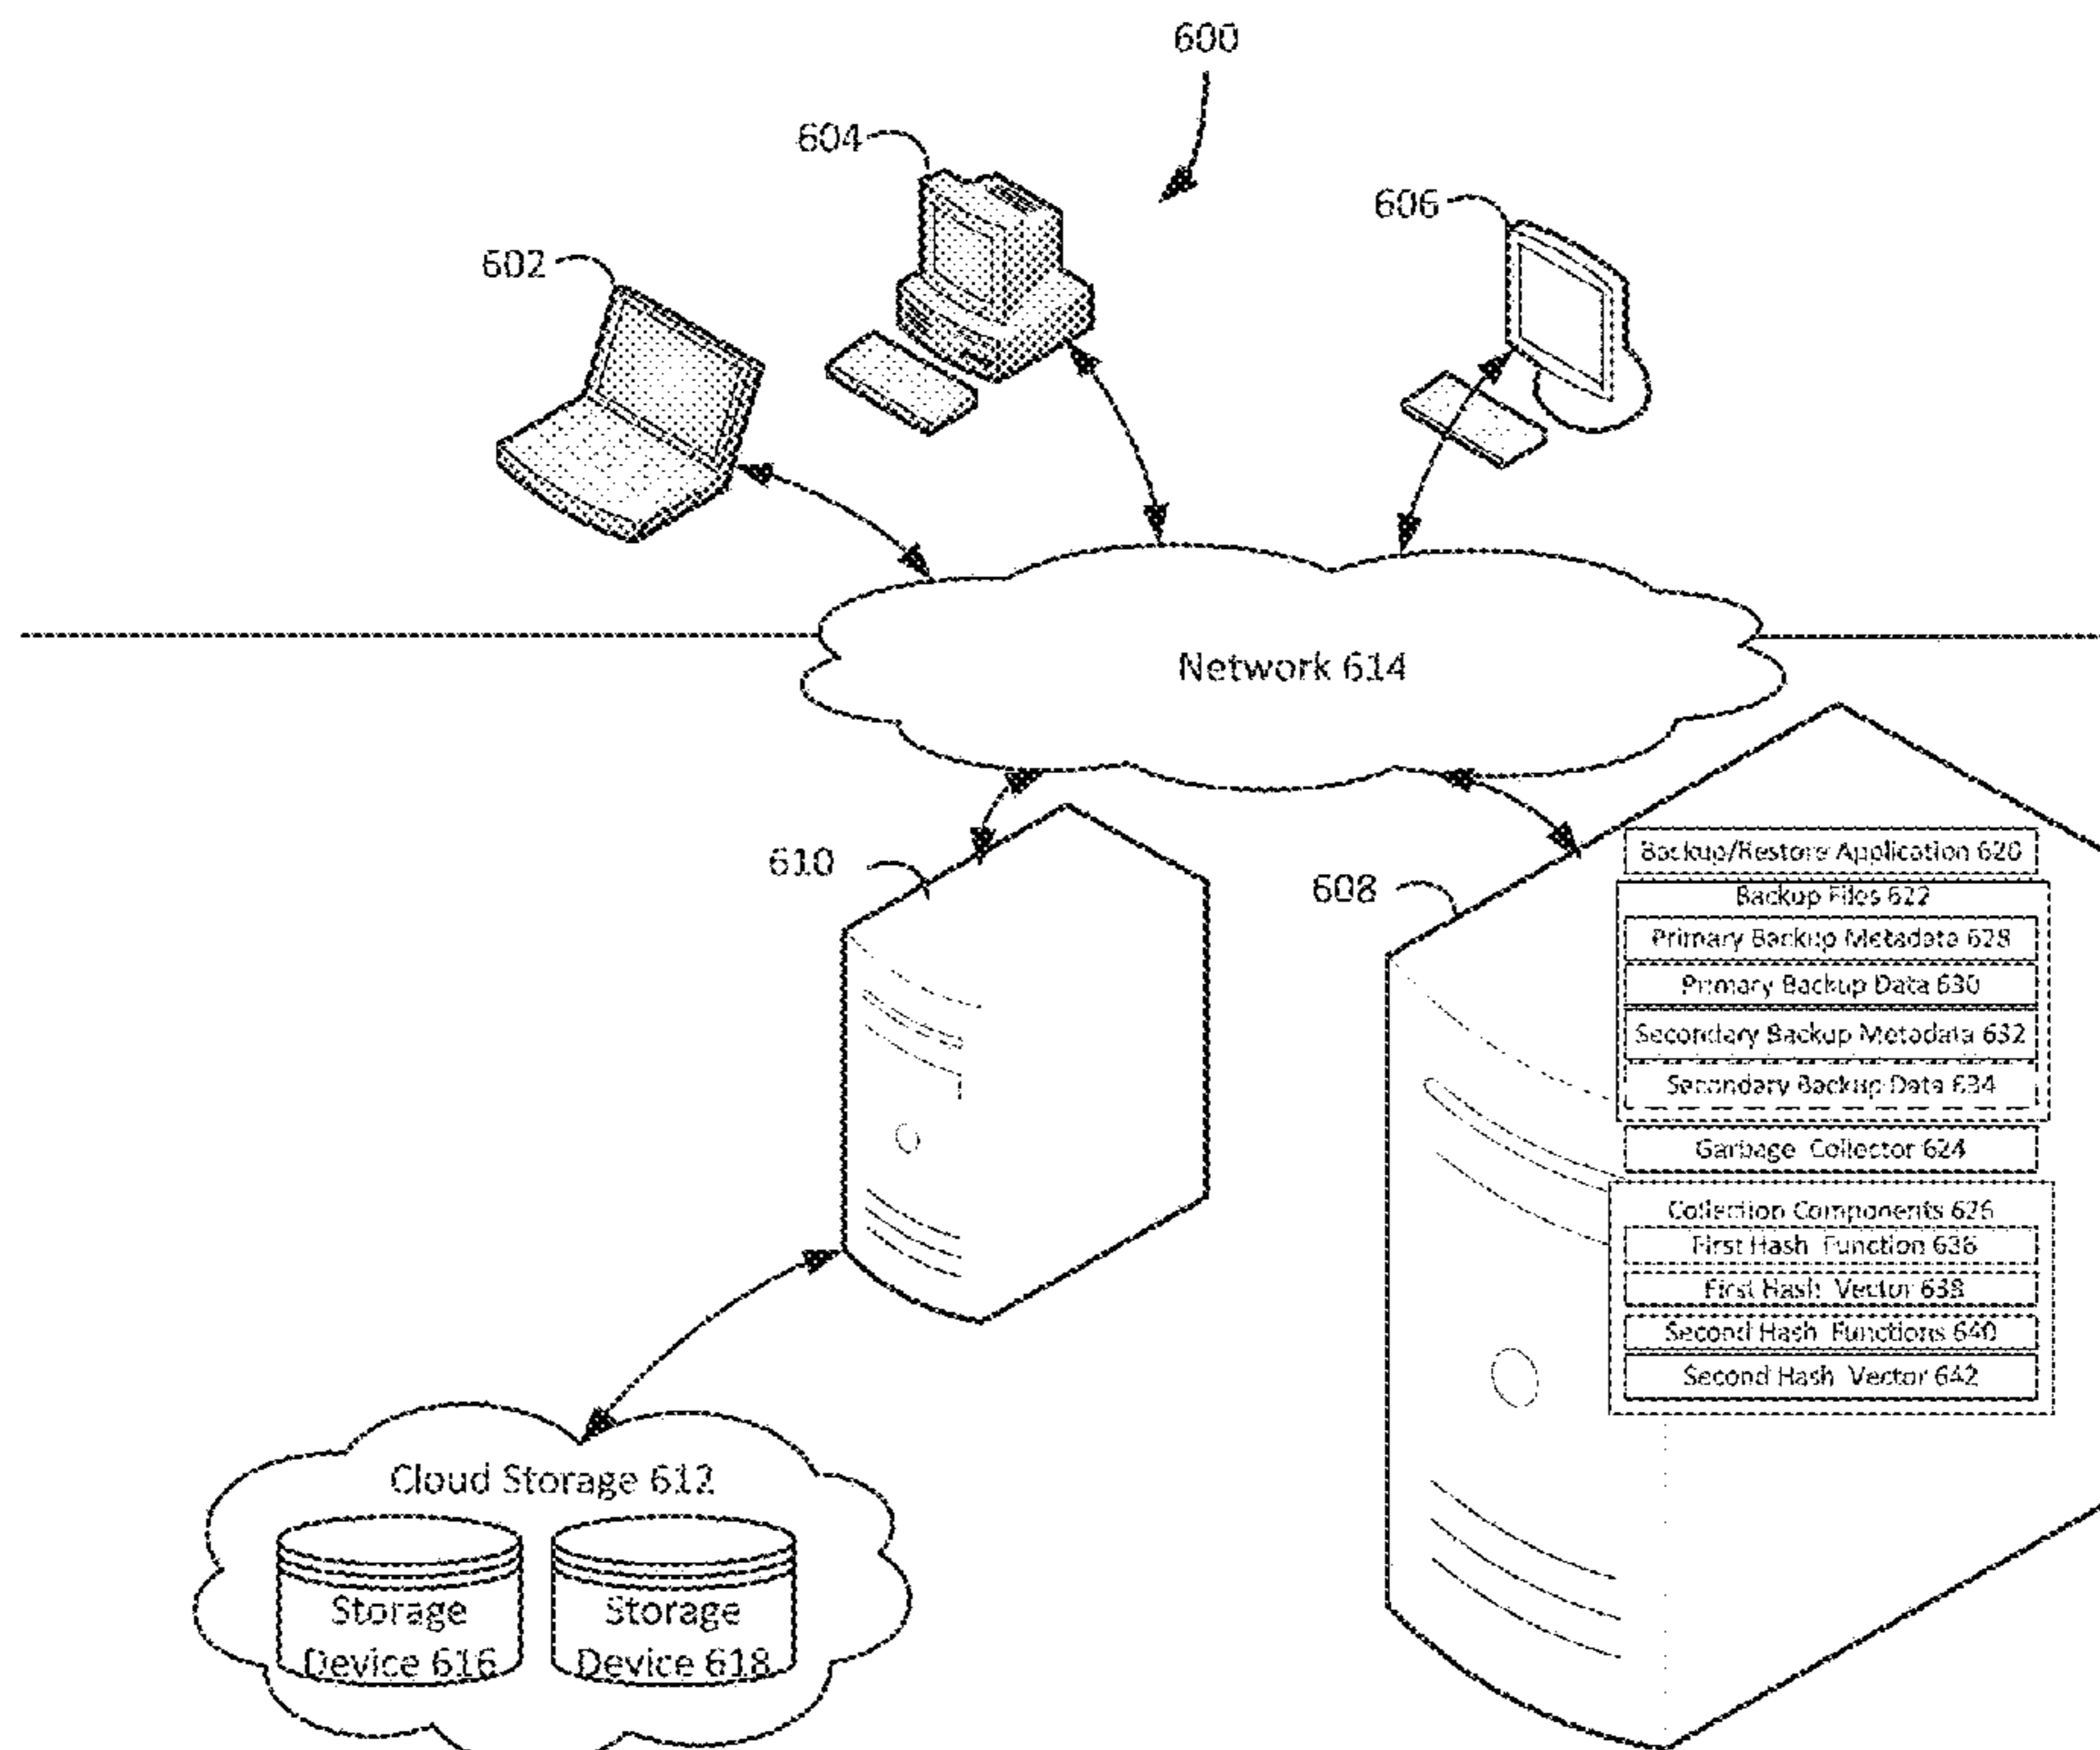 600
604
606
602
Network 614
610
608
Backup/Restore Application 620
Backup Files 622
Primary Backup Metadata 628
Primary Backup Data 630
Secondary Backup Metadata 632
Secondary Backup Data 634
Garbage Collector 624
Collection Components 626
First Hash Function 636
First Hash Vector 638
Second Hash Functions 640
Second Hash Vector 642
Cloud Storage 612
Storage
Device 616
Storage
Device 618